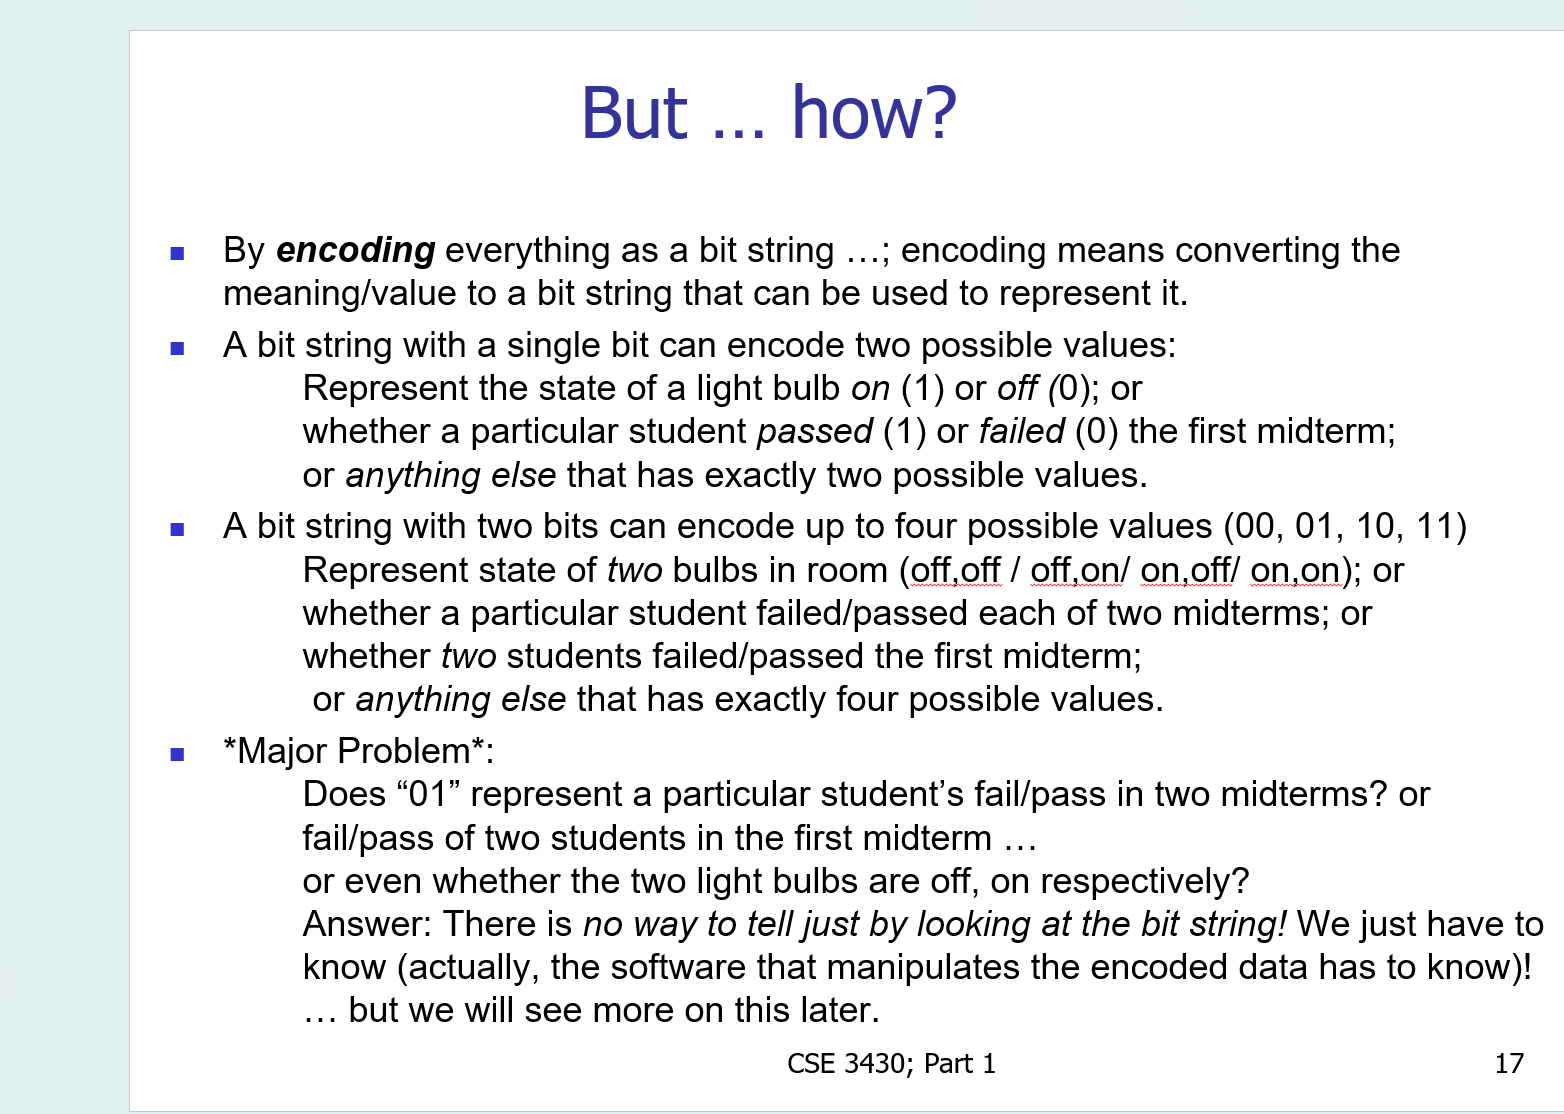 But … how?
By encoding everything as a bit string …; encoding means converting the
meaning/value to a bit string that can be used to represent it.
A bit string with a single bit can encode two possible values:
Represent the state of a light bulb on (1) or off (0); or
whether a particular student passed (1) or failed (0) the first midterm;
or anything else that has exactly two possible values.
A bit string with two bits can encode up to four possible values (00, 01, 10, 11)
Represent state of two bulbs in room (off,off / off,on/ on,off/ on,on); or
whether a particular student failed/passed each of two midterms; or
whether two students failed/passed the first midterm;
or anything else that has exactly four possible values.
*Major Problem*:
Does “01” represent a particular student’s fail/pass in two midterms? or
fail/pass of two students in the first midterm …
or even whether the two light bulbs are off, on respectively?
Answer: There is no way to tell just by looking at the bit string! We just have to
know (actually, the software that manipulates the encoded data has to know)!
… but we will see more on this later.
CSE 3430; Part 1
17